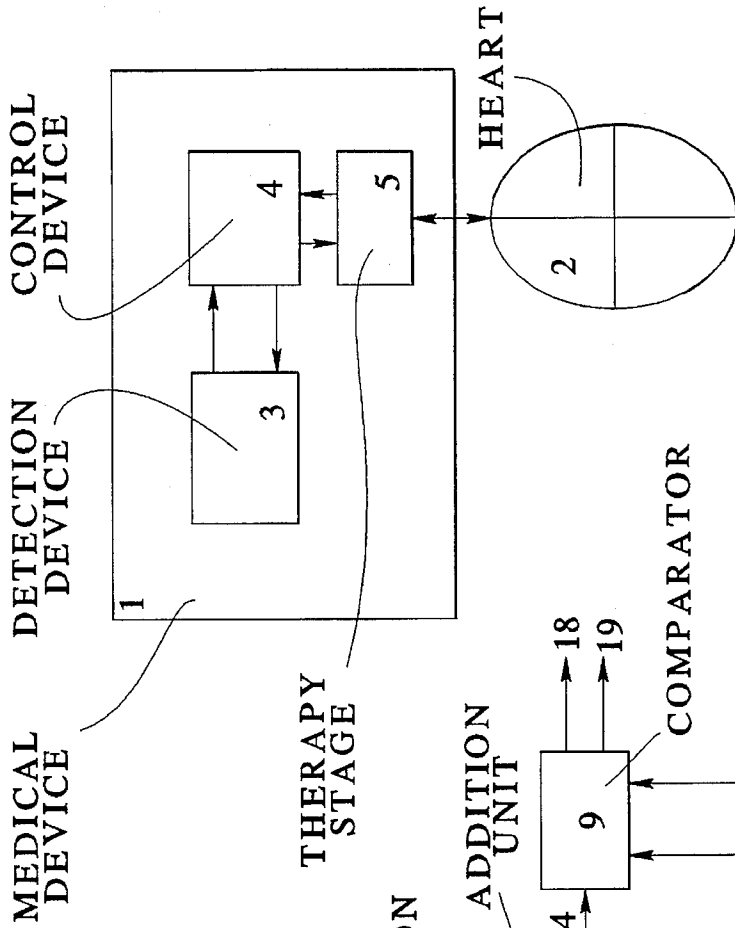 MEDICAL
DEVICE
DETECTION
DEVICE
CONTROL
DEVICE
1
3
4
5
THERAPY
STAGE
HEART
2
ADDITION
UNIT
18
19
9
COMPARATOR